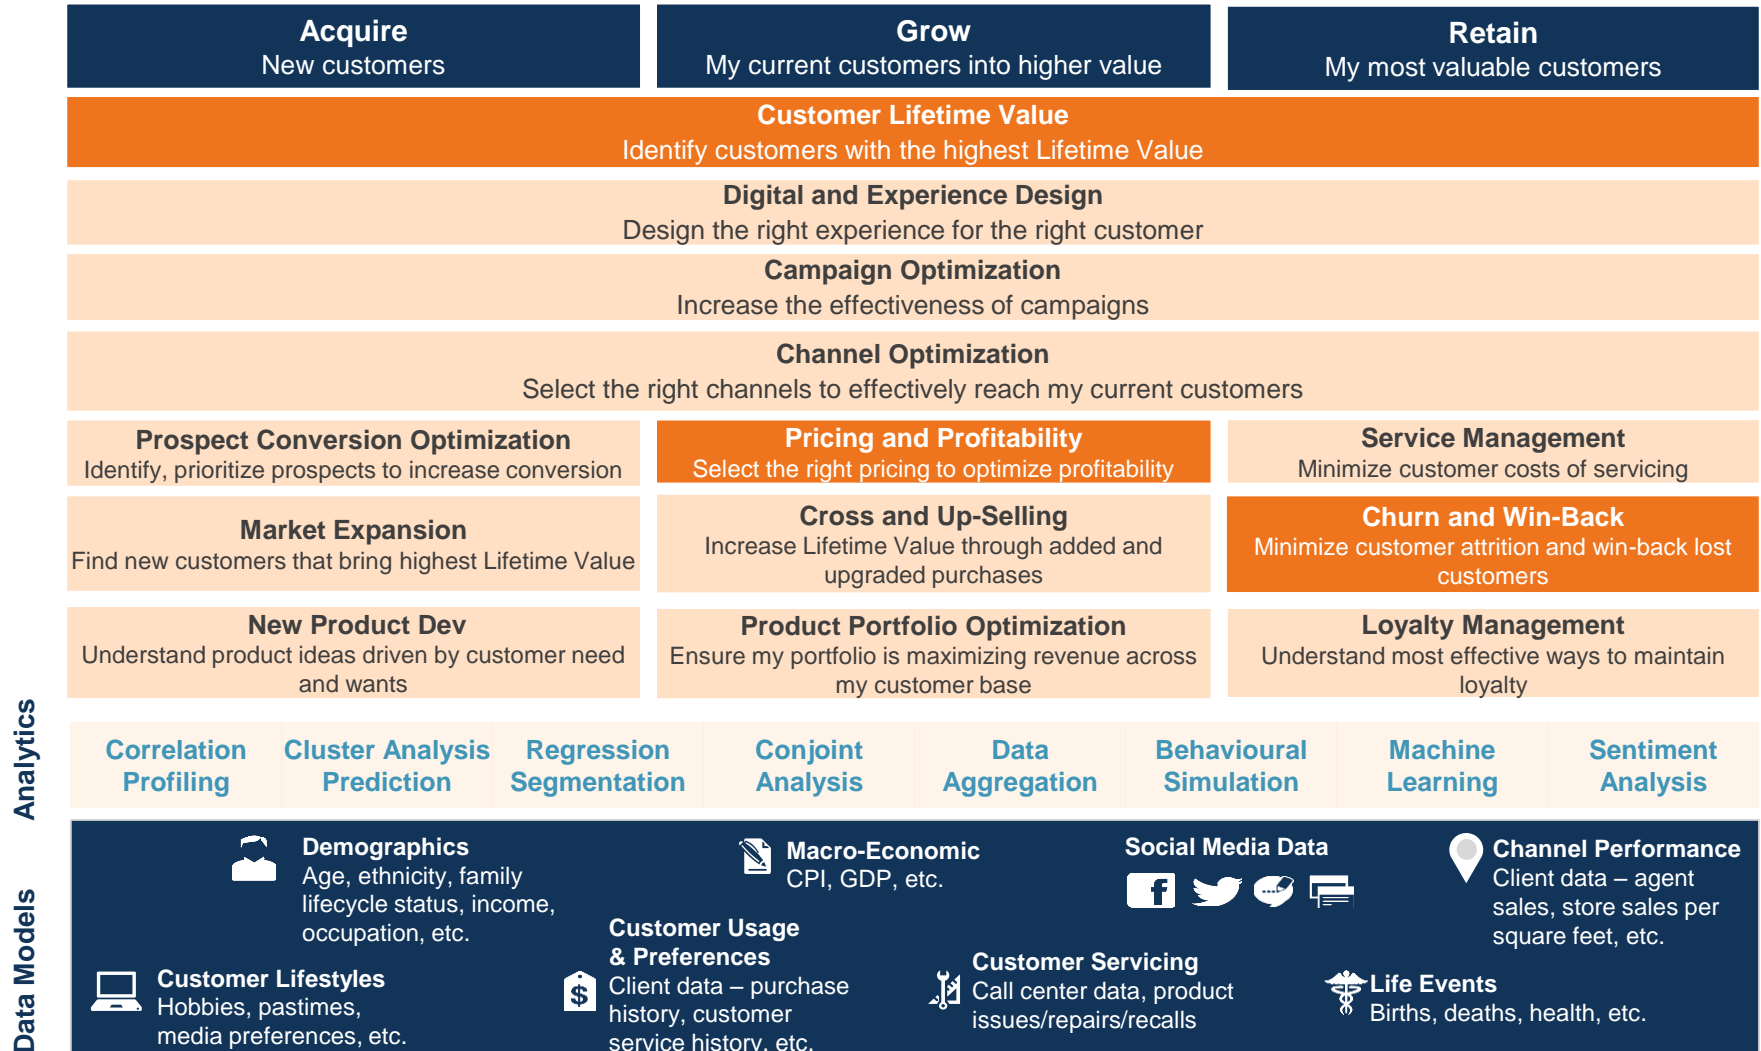 Acquire
New customers
Grow
My current customers into higher value
Retain
My most valuable customers
Customer Lifetime Value
Identify customers with the highest Lifetime Value
Digital and Experience Design
Design the right experience for the right customer
Campaign Optimization
Increase the effectiveness of campaigns
Channel Optimization
Select the right channels to effectively reach my current customers
Prospect Conversion Optimization
Identify, prioritize prospects to increase conversion
Pricing and Profitability
Select the right pricing to optimize profitability
Service Management
Minimize customer costs of servicing
Market Expansion
Find new customers that bring highest Lifetime Value
Cross and Up-Selling
Increase Lifetime Value through added and
upgraded purchases
Churn and Win-Back
Minimize customer attrition and win-back lost
customers
New Product Dev
Understand product ideas driven by customer need
and wants
Product Portfolio Optimization
Ensure my portfolio is maximizing revenue across
my customer base
Loyalty Management
Understand most effective ways to maintain
loyalty
Analytics
Correlation
Profiling
Cluster Analysis
Prediction
Regression
Segmentation
Conjoint
Analysis
Data
Aggregation
Behavioural
Simulation
Machine
Learning
Sentiment
Analysis
Data Models
Demographics
Age, ethnicity, family
lifecycle status, income,
occupation, etc.
Macro-Economic
CPI, GDP, etc.
Social Media Data
f
Channel Performance
Client data – agent
sales, store sales per
square feet, etc.
Customer Lifestyles
Hobbies, pastimes,
media preferences, etc.
$
Customer Usage
& Preferences
Client data – purchase
history, customer
service history, etc.
Customer Servicing
Call center data, product
issues/repairs/recalls
Life Events
Births, deaths, health, etc.